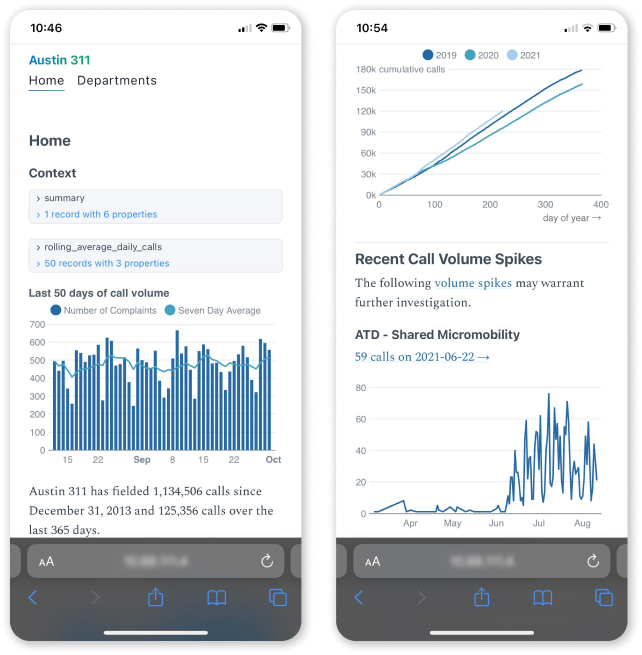 10:46
Austin 311
Home Departments
Home
Context
› summary
› 1 record with 6 properties
› rolling_average_daily_calls
› 50 records with 3 properties
Last 50 days of call volume
Number of Complaints Seven Day Average
700
600
500
400
300
200
100
0
15 22 Sep 8 15 22 Oct
Austin 311 has fielded 1,134,506 calls since
December 31, 2013 and 125,356 calls over the
last 365 days.
AA
10:54
2019 2020 2021
180k cumulative calls
150k
120k
90k
60k
30k
0k
0 100 200 300 400
day of year →
Recent Call Volume Spikes
The following volume spikes may warrant
further investigation.
ATD - Shared Micromobility
59 calls on 2021-06-22 →
80
60
40
20
0
Apr May Jun Jul Aug
AA